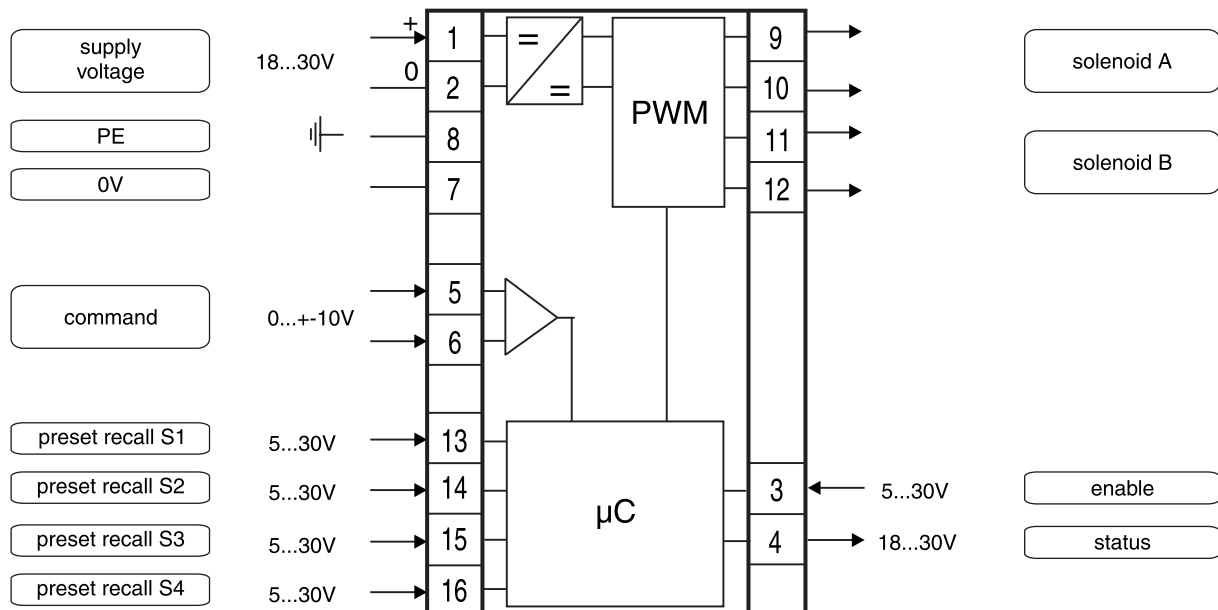 supply
voltage
18...30V
+
0
1
2
=
=
PWM
9
10
solenoid A
PE
8
11
solenoid B
0V
7
12
command
0...+-10V
5
6
preset recall S1
5...30V
13
preset recall S2
5...30V
14
µC
3
5...30V
enable
preset recall S3
5...30V
15
4
18...30V
status
preset recall S4
5...30V
16